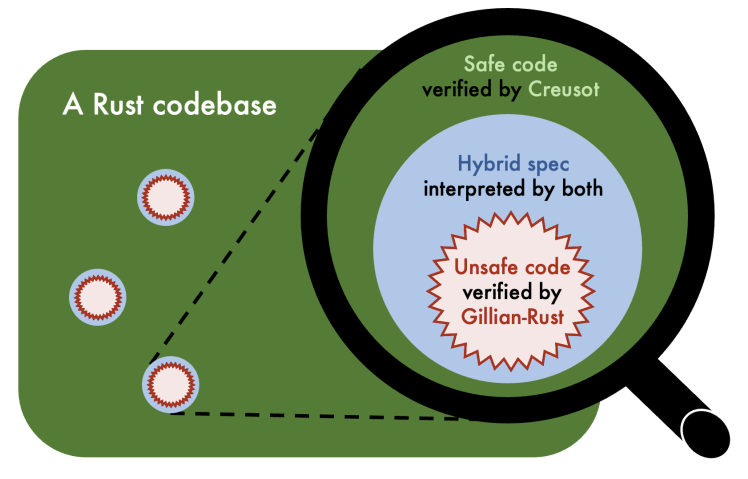 A Rust codebase
Safe code
verified by Creusot
Hybrid spec
interpreted by both
Unsafe code
verified by
Gillian-Rust